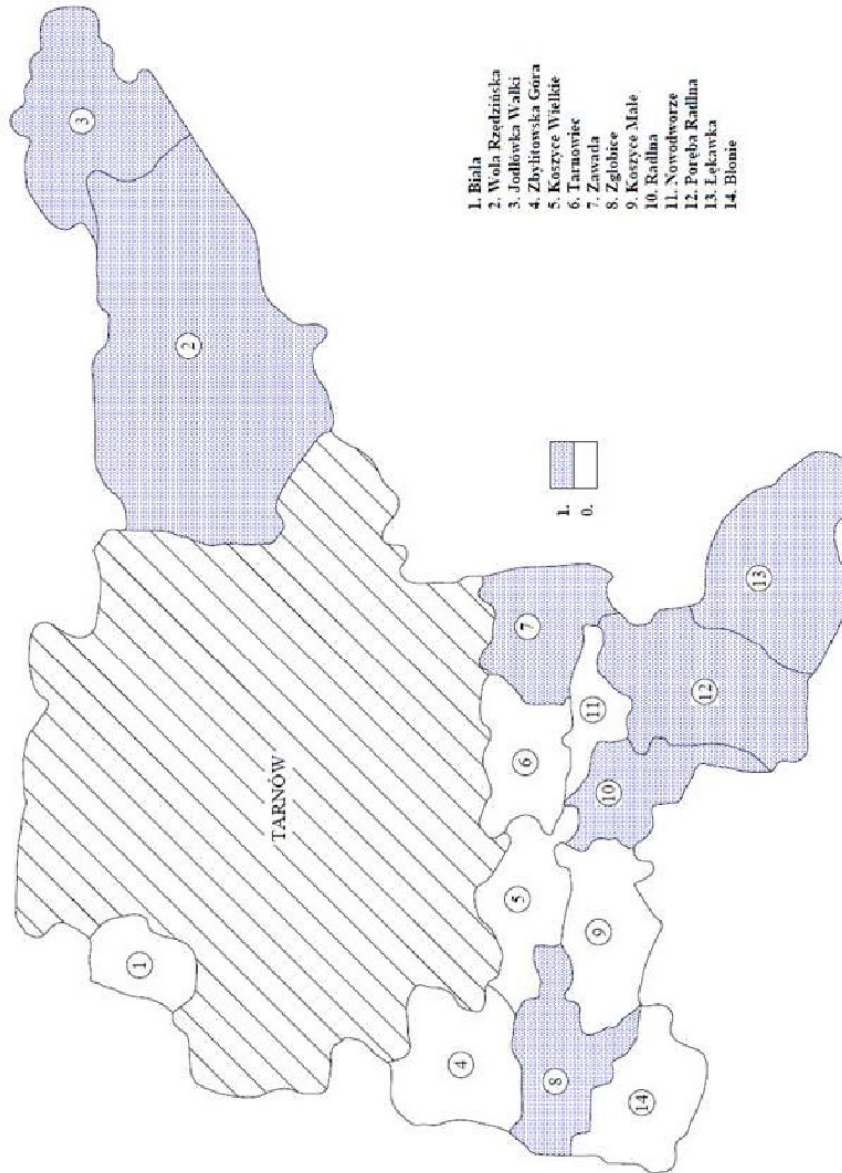 TARNÓW
1
2
3
4
5
6
7
8
9
10
11
12
13
14
1. Biała
2. Wola Rzędzińska
3. Jodłówka Wałki
4. Zbylitowska Góra
5. Koszyce Wielkie
6. Tarnowiec
7. Zawada
8. Zgłobice
9. Koszyce Małe
10. Radlna
11. Nowodworze
12. Poręba Radlna
13. Łękawka
14. Błonie
1.
0.